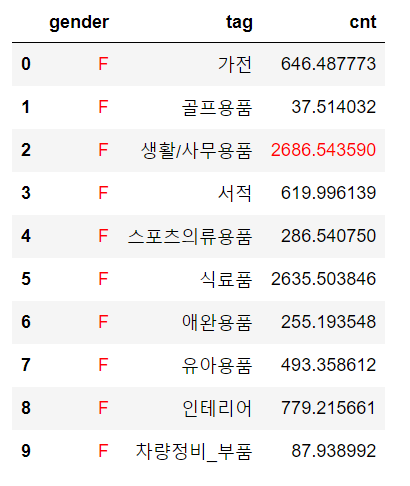 gender tag cnt
0 F 가전 646.487773
1 F 골프용품 37.514032
2 F 생활/사무용품 2686.543590
3 F 서적 619.996139
4 F 스포츠의류용품 286.540750
5 F 식료품 2635.503846
6 F 애완용품 255.193548
7 F 유아용품 493.358612
8 F 인테리어 779.215661
9 F 차량정비_부품 87.938992